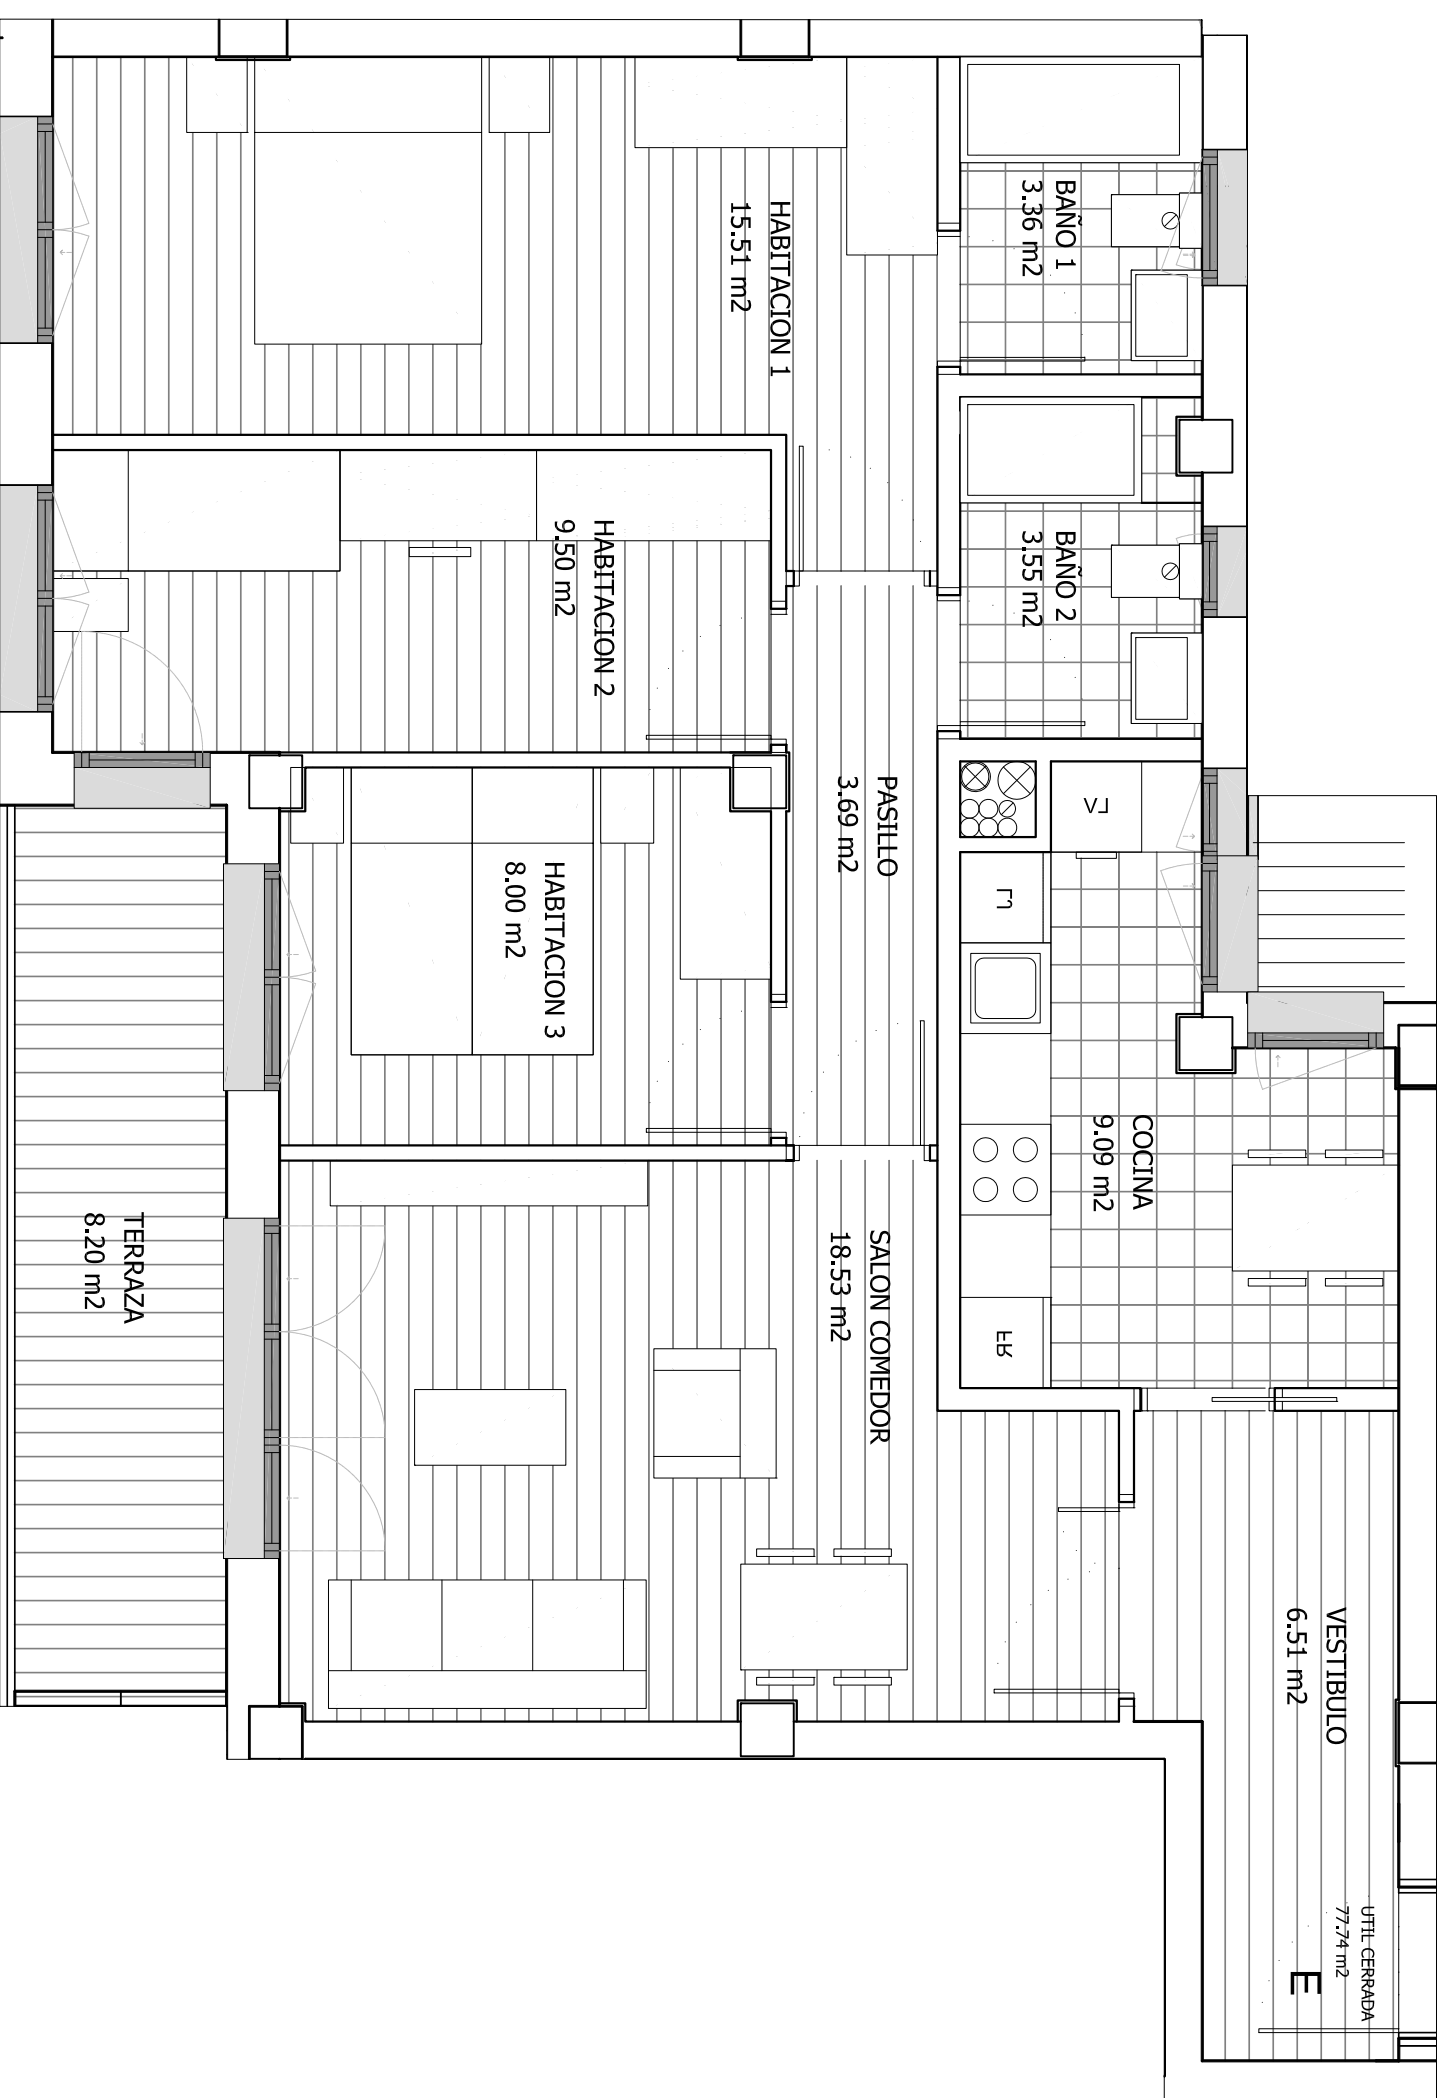 BAÑO 1
3.36 m2
HABITACION 1
15.51 m2
BAÑO 2
3.55 m2
HABITACION 2
9.50 m2
LV
PASILLO
3.69 m2
HABITACION 3
8.00 m2
LJ
COCINA
9.09 m2
TERRAZA
8.20 m2
SALON COMEDOR
18.53 m2
FR
VESTIBULO
6.51 m2
UTIL CERRADA
77.74 m2
E